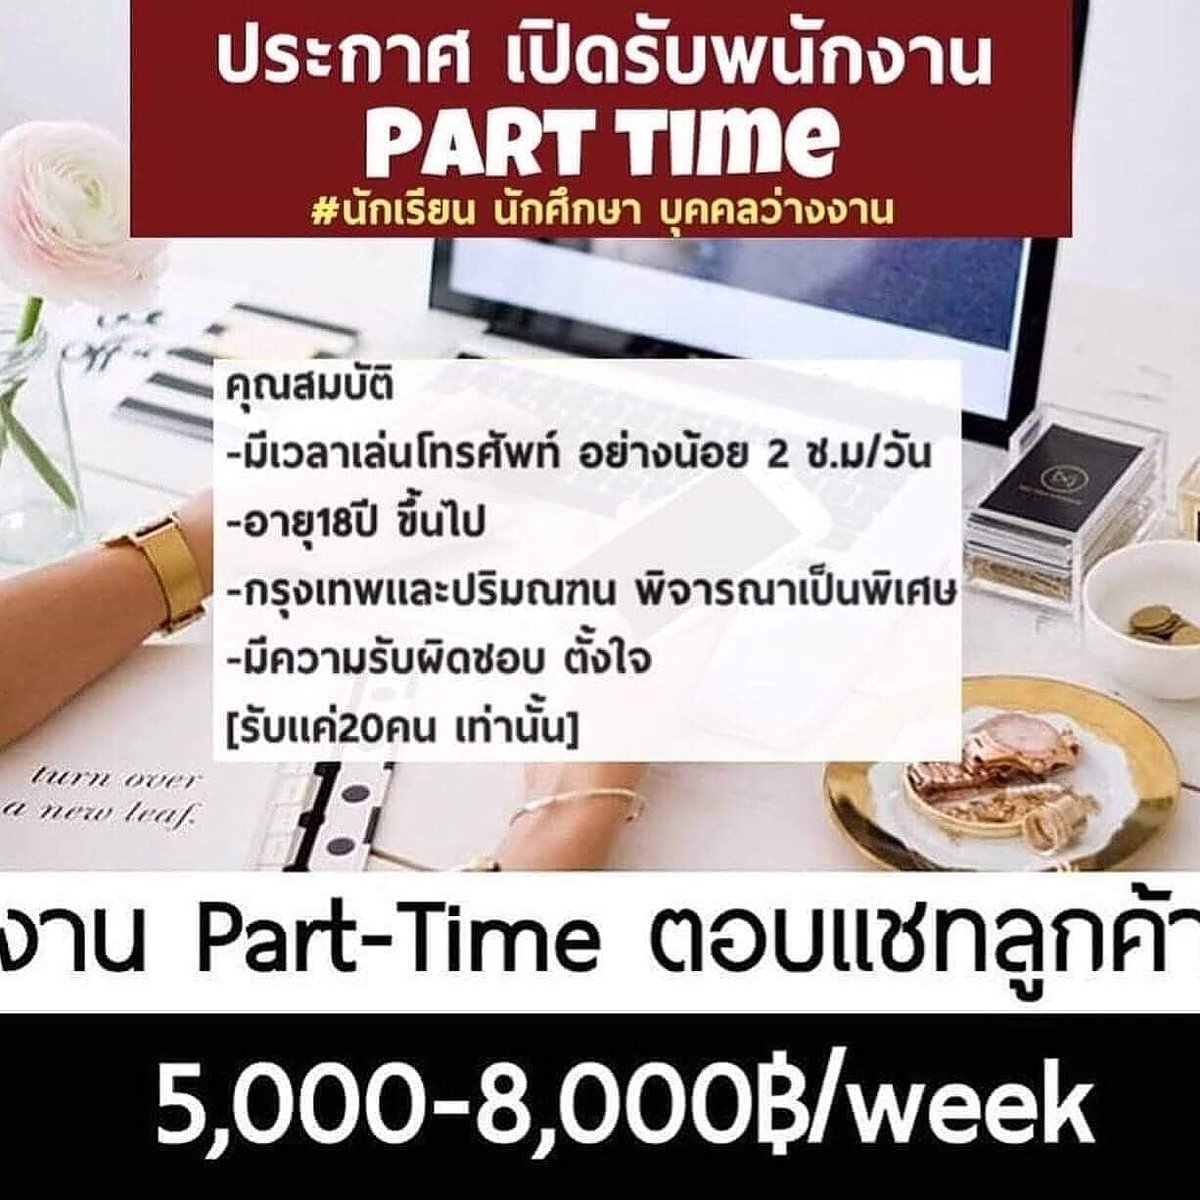 ประกาศ เปิดรับพนักงาน
PART TIME
#นักเรียน นักศึกษา บุคคลว่างงาน
คุณสมบัติ
-มีเวลาเล่นโทรศัพท์ อย่างน้อย 2 ช.ม/วัน
-อายุ18ปี ขึ้นไป
-กรุงเทพและปริมณฑน พิจารณาเป็นพิเศษ
-มีความรับผิดชอบ ตั้งใจ
[รับแค่20คน เท่านั้น]
turn over
a new leaf.
งาน Part-Time ตอบแชทลูกค้า
5,000-8,000฿/week